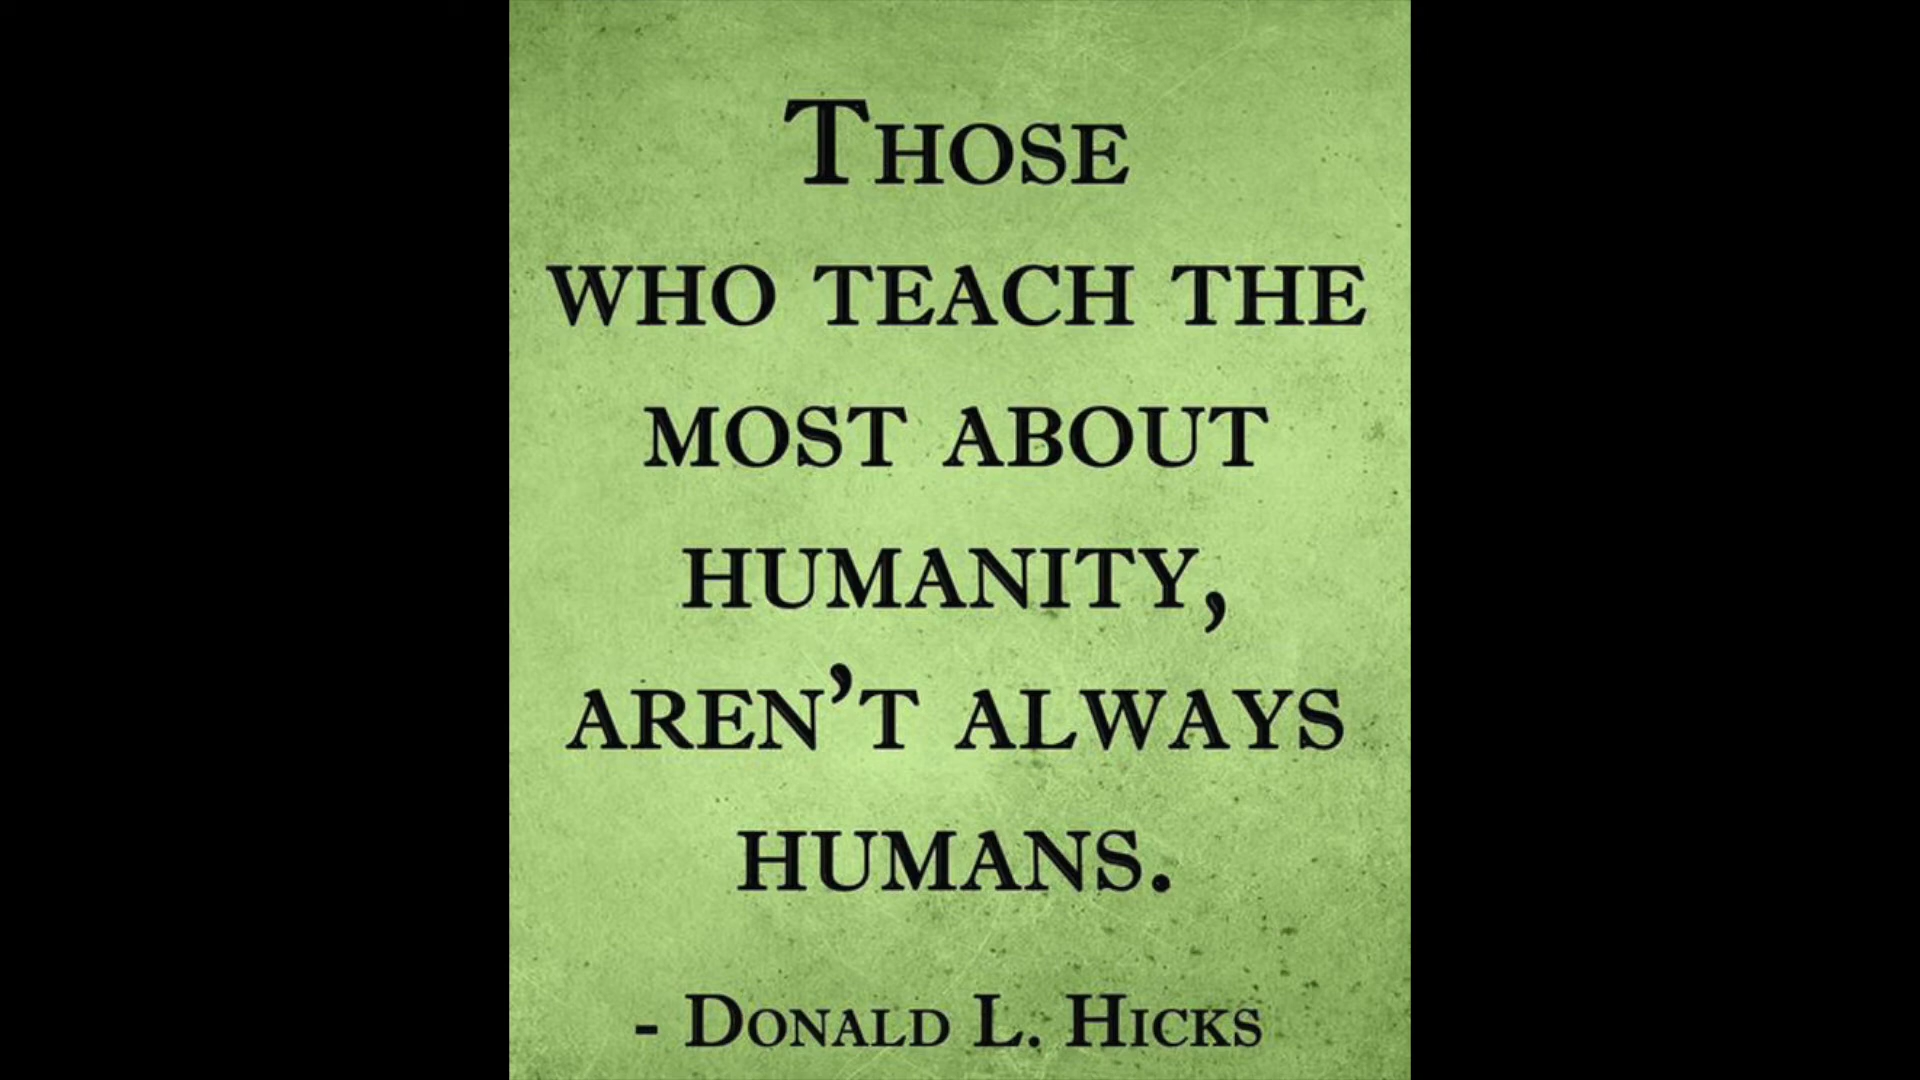 Those
who teach the
most about
humanity,
aren't always
humans.
- Donald L. Hicks